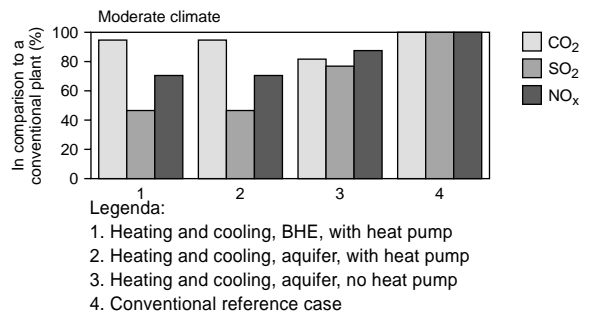 Moderate climate
In comparison to a
conventional plant (%)
100
80
60
40
20
0
1 2 3 4
CO₂
SO₂
NOₓ
Legenda:
1. Heating and cooling, BHE, with heat pump
2. Heating and cooling, aquifer, with heat pump
3. Heating and cooling, aquifer, no heat pump
4. Conventional reference case